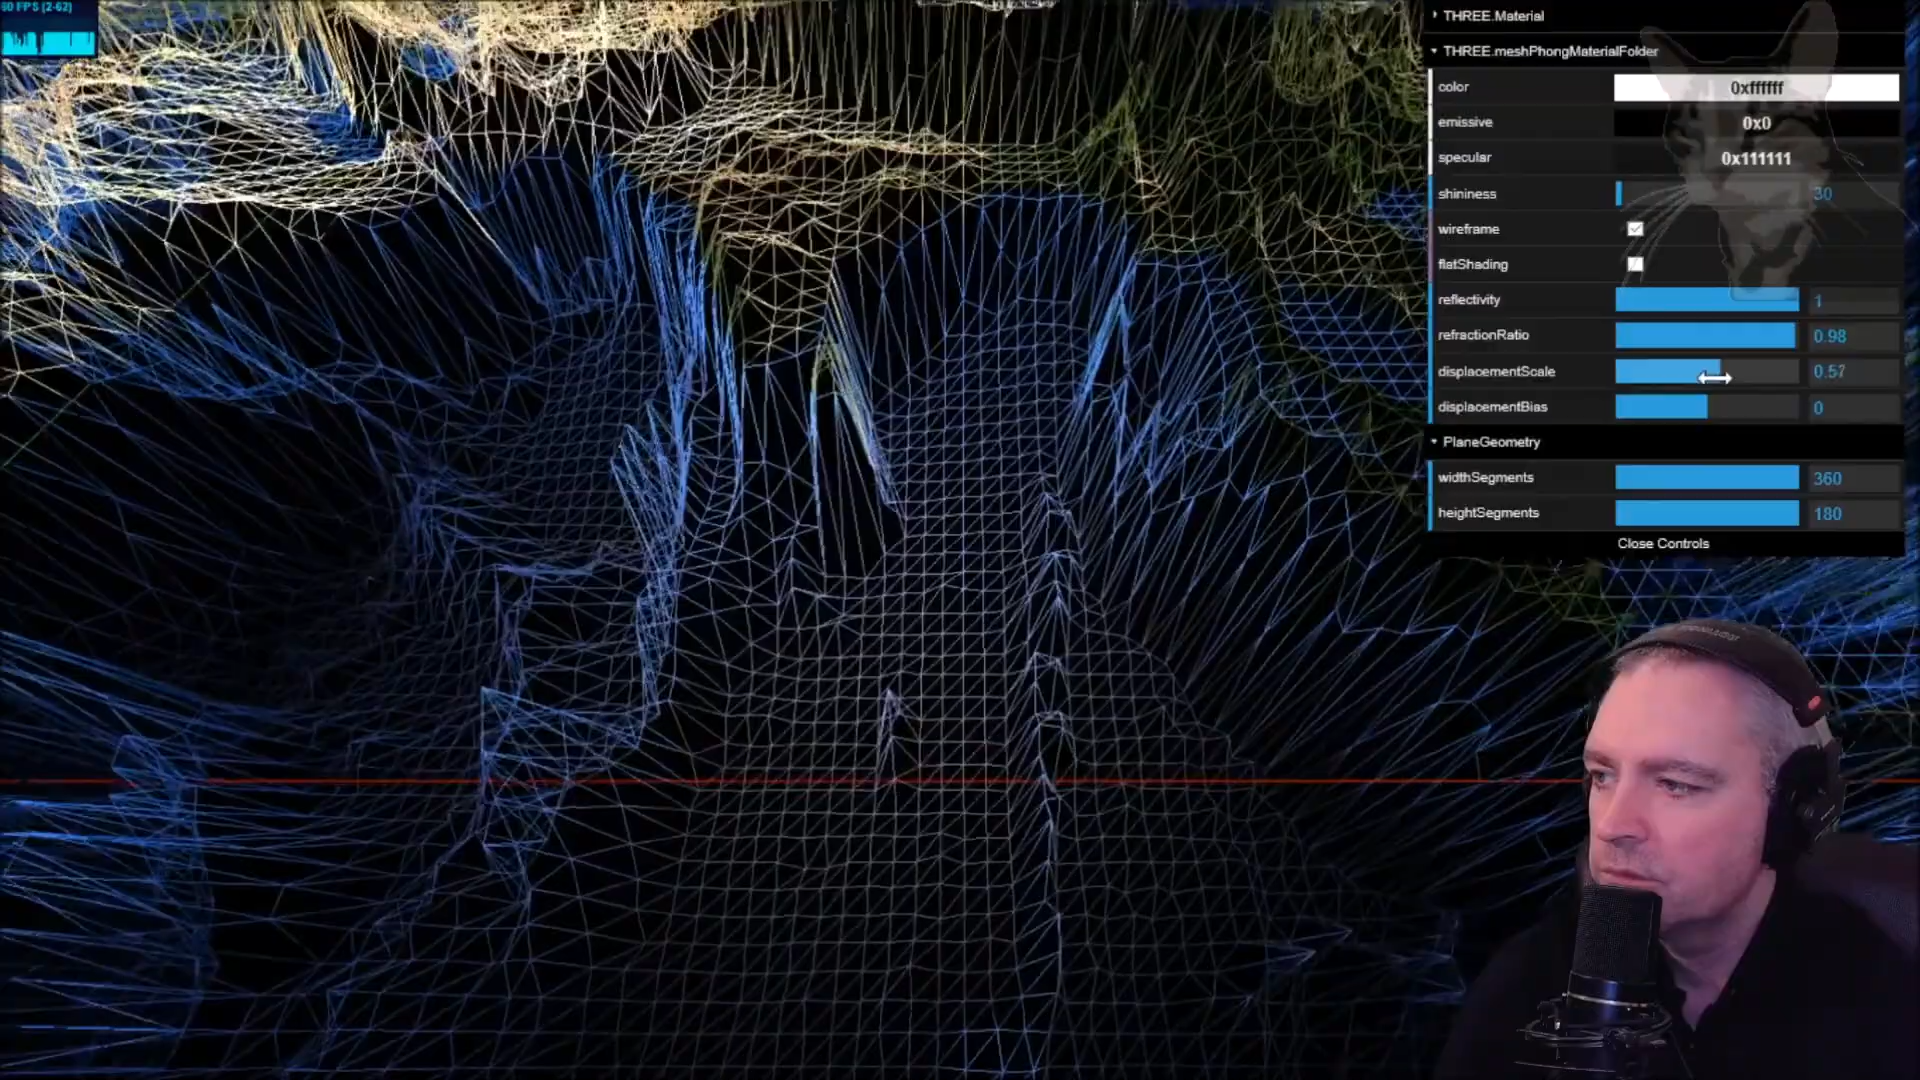 60 FPS (2-62)
THREE.Material
THREE.meshPhongMaterialFolder
color 0xffffff
emissive 0x0
specular 0x111111
shininess 30
wireframe
flatShading
reflectivity 1
refractionRatio 0.98
displacementScale 0.57
displacementBias 0
PlaneGeometry
widthSegments 360
heightSegments 180
Close Controls